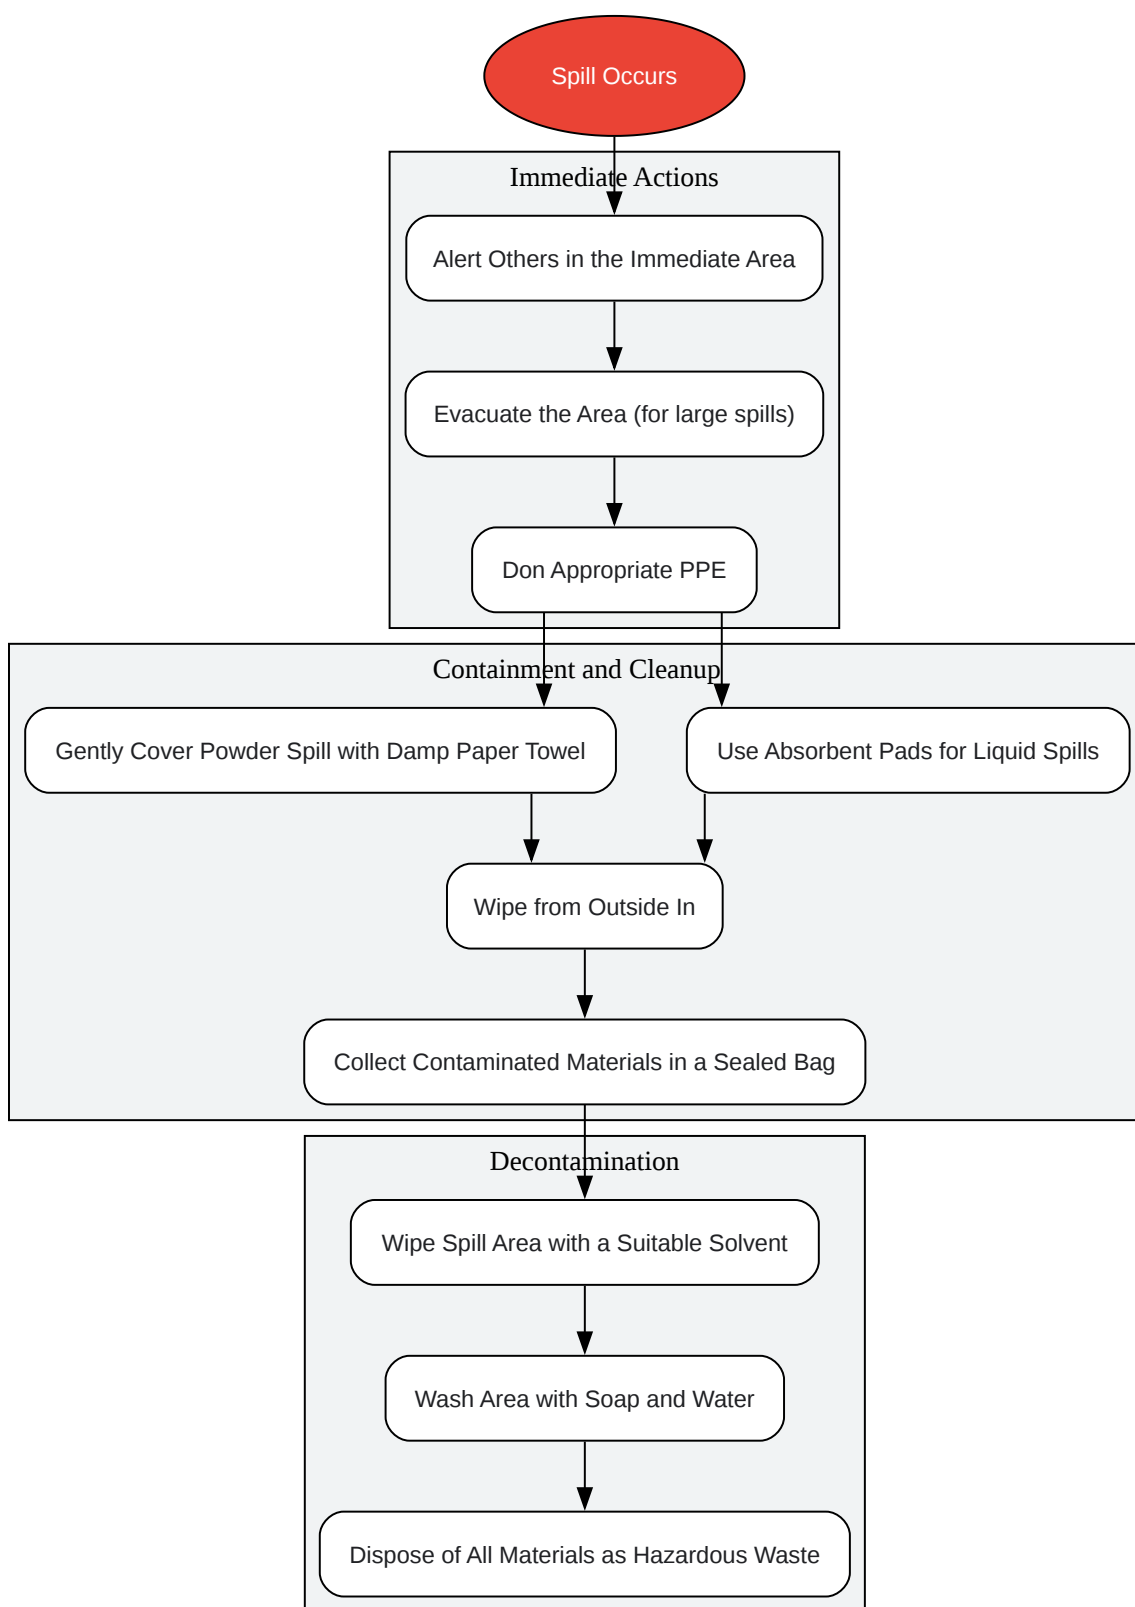 Spill Occurs
Immediate Actions
Alert Others in the Immediate Area
Evacuate the Area (for large spills)
Don Appropriate PPE
Containment and Cleanup
Gently Cover Powder Spill with Damp Paper Towel
Use Absorbent Pads for Liquid Spills
Wipe from Outside In
Collect Contaminated Materials in a Sealed Bag
Decontamination
Wipe Spill Area with a Suitable Solvent
Wash Area with Soap and Water
Dispose of All Materials as Hazardous Waste